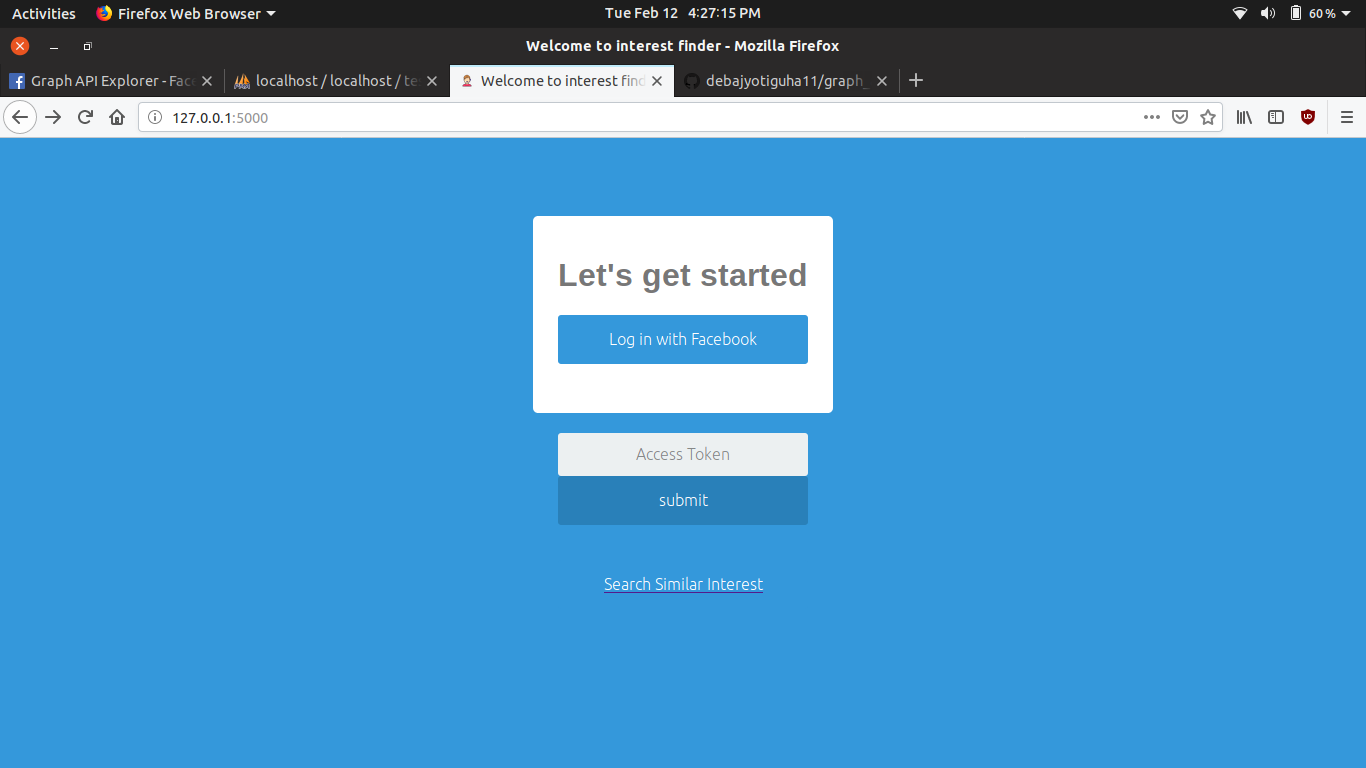 Activities Firefox Web Browser Tue Feb 12 4:27:15 PM 60 %
Welcome to interest finder - Mozilla Firefox
Graph API Explorer - Fac localhost / localhost / te Welcome to interest find debajyotiguha11/graph_
127.0.0.1:5000
Let's get started
Log in with Facebook
Access Token
submit
Search Similar Interest